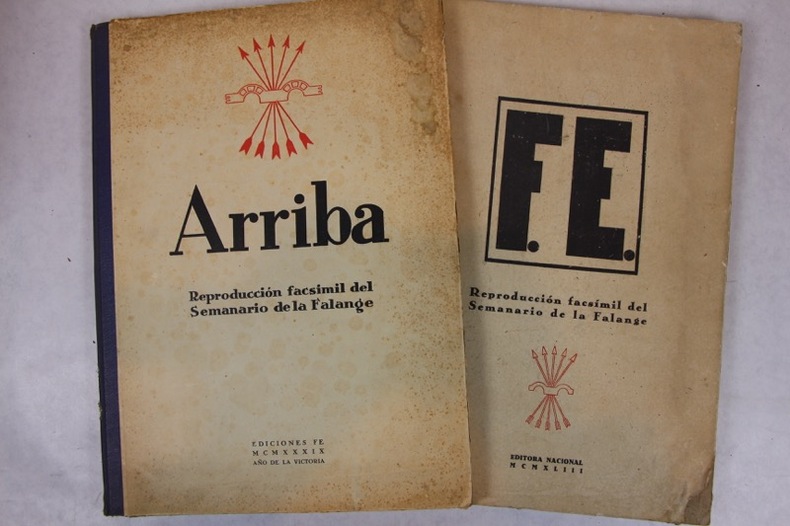 Arriba
Reproducción facsímil del
Semanario de la Falange
EDICIONES FE
MCMXXXIX
AÑO DE LA VICTORIA
F.E.
Reproducción facsímil del
Semanario de la Falange
EDITORA NACIONAL
MCMXLIII